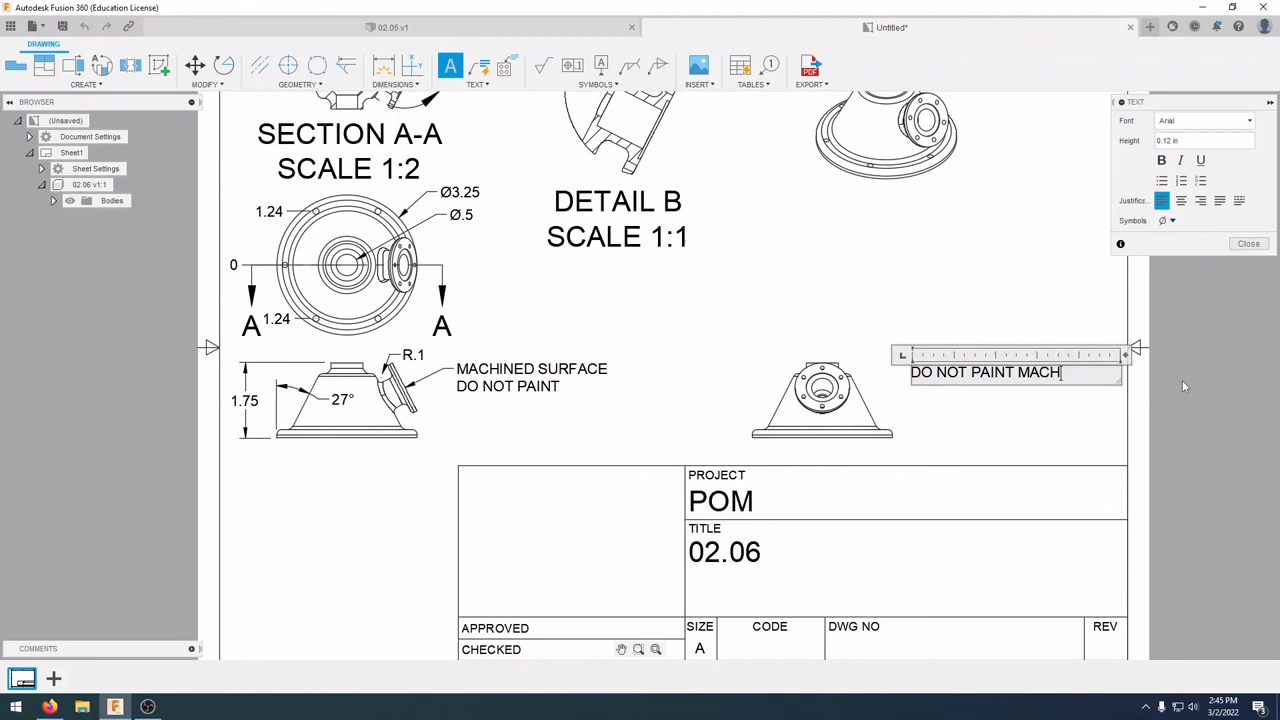 Autodesk Fusion 360 (Education License)
02.06 v1
Untitled*
DRAWING
CREATE
MODIFY
GEOMETRY
DIMENSIONS
TEXT
SYMBOLS
INSERT
TABLES
EXPORT
BROWSER
(Unsaved)
Document Settings
Sheet1
Sheet Settings
02.06 v1:1
Bodies
TEXT
Font
Arial
Height
0.12 in
B I U
Justifica...
Symbols
Close
SECTION A-A
SCALE 1:2
DETAIL B
SCALE 1:1
Ø3.25
Ø.5
1.24
0
1.24
A
A
R.1
1.75
27°
MACHINED SURFACE
DO NOT PAINT
DO NOT PAINT MACH
PROJECT
POM
TITLE
02.06
APPROVED
CHECKED
SIZE
A
CODE
DWG NO
REV
COMMENTS
2:45 PM
3/2/2022